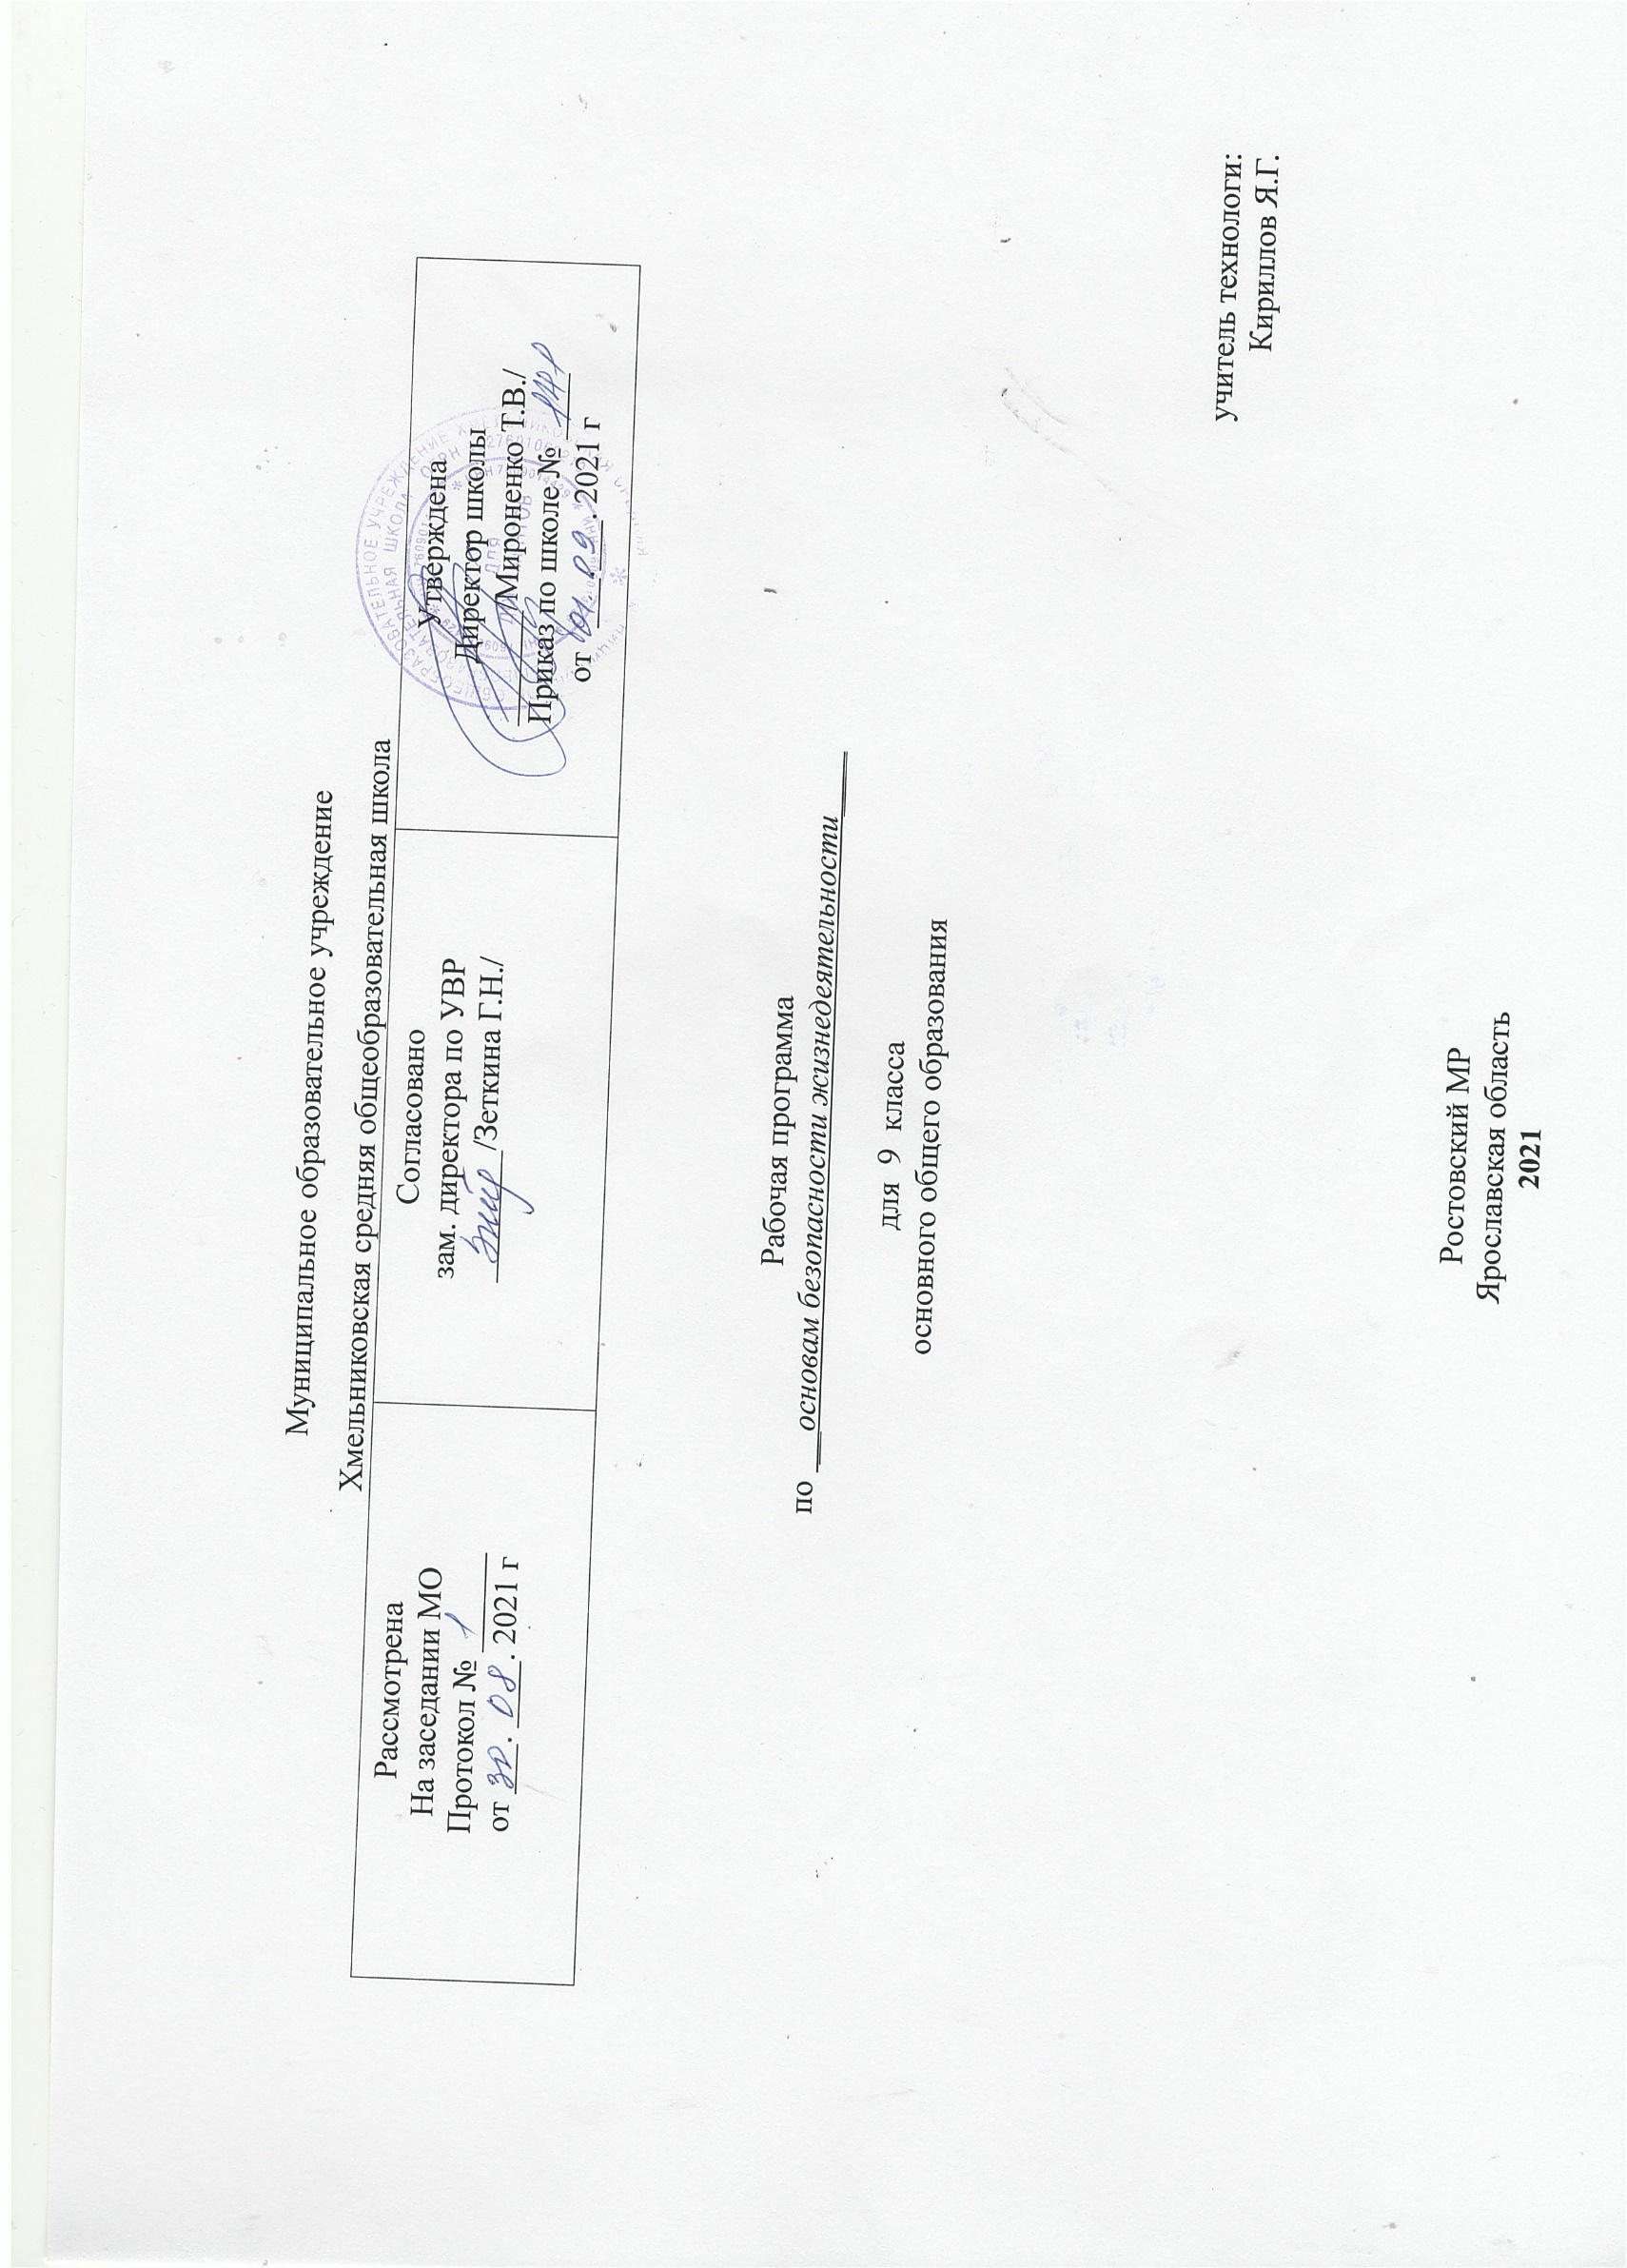 Муниципальное образовательное учреждение
Хмельниковская средняя общеобразовательная школа
Рассмотрена
На заседании МО
Протокол № 1
от 30. 08. 2021 г
Согласовано
зам. директора по УВР
/Зеткина Г.Н./
Утверждена
Директор школы
/Мироненко Т.В./
Приказ по школе №
от 01. 09. 2021 г
Рабочая программа
по основам безопасности жизнедеятельности
для 9 класса
основного общего образования
учитель технологи:
Кириллов Я.Г.
Ростовский МР
Ярославская область
2021